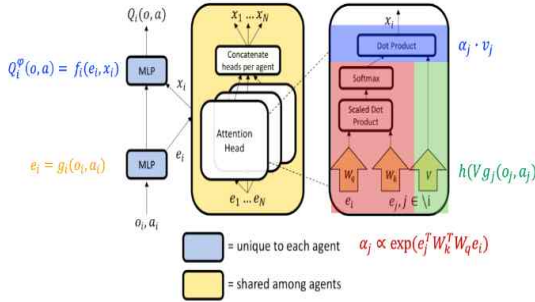 Q_i(o, a)
Q_i^φ(o, a) = f_i(e_i, x_i)
MLP
x_i
e_i = g_i(o_i, a_i)
MLP
e_i
o_i, a_i
x_1 … x_N
Concatenate
heads per agent
Attention
Head
e_1 … e_N
x_i
Dot Product
α_j · v_j
Softmax
Scaled Dot
Product
W_q
W_k
V
h(Vg_j(o_j, a_j)
e_i
e_j, j ∈ \i
= unique to each agent
= shared among agents
α_j ∝ exp(e_j^T W_k^T W_q e_i)